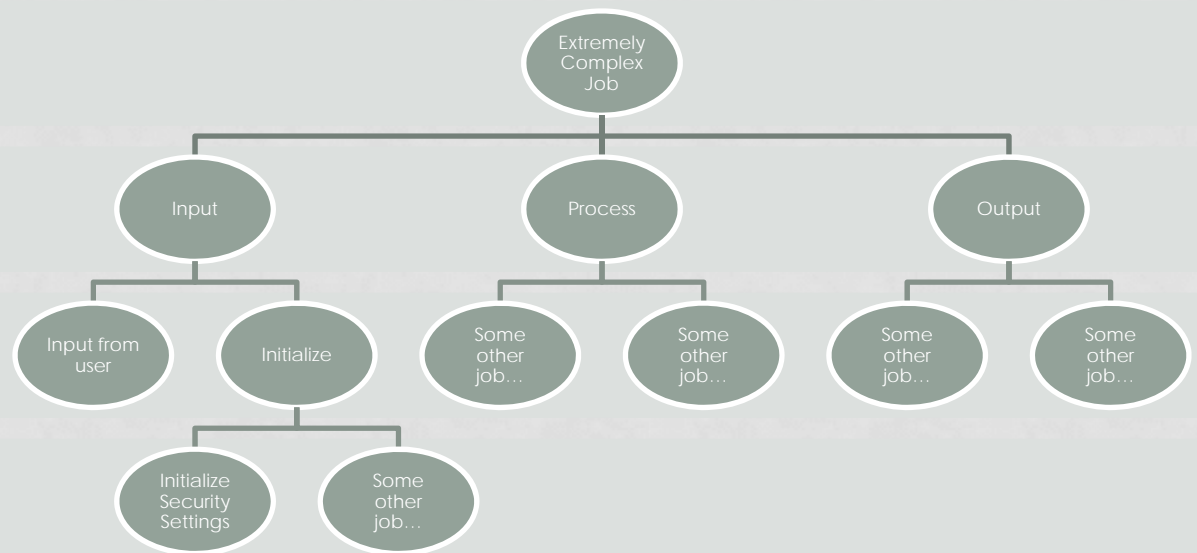 Extremely
Complex
Job
Input
Process
Output
Input from
user
Initialize
Some
other
job…
Some
other
job…
Some
other
job…
Some
other
job…
Initialize
Security
Settings
Some
other
job…